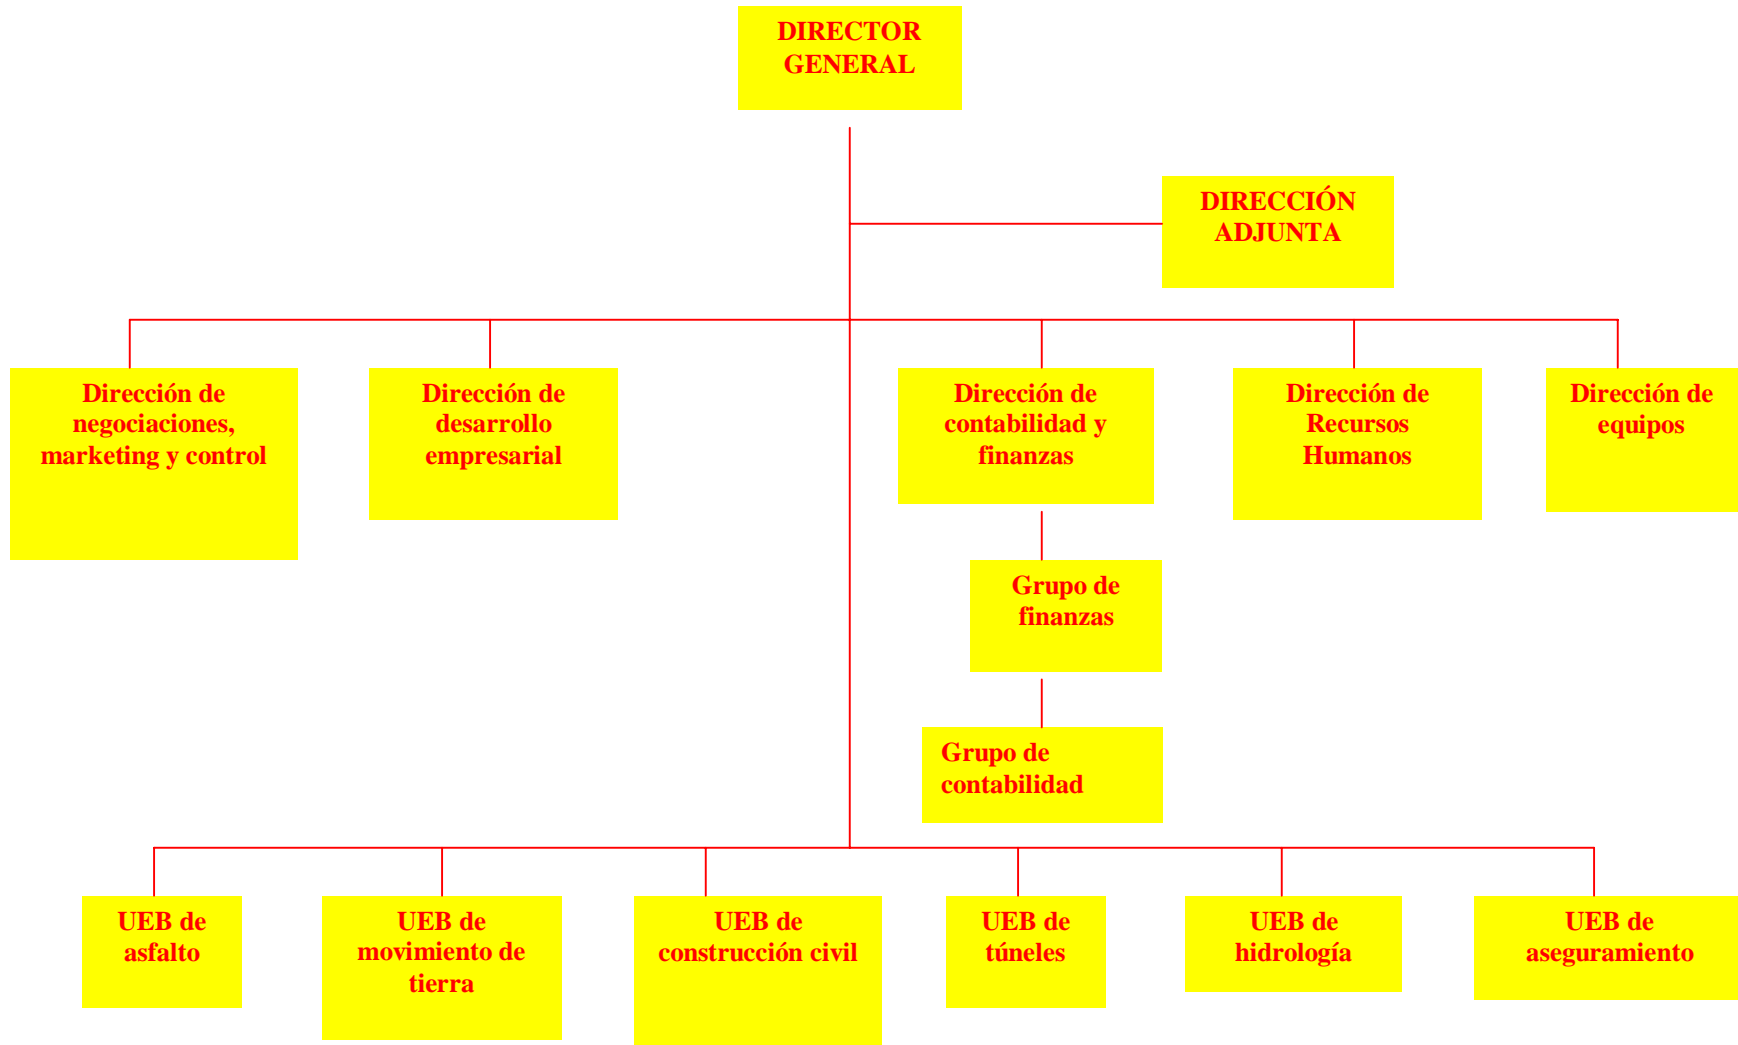 DIRECTOR
GENERAL
DIRECCIÓN
ADJUNTA
Dirección de
negociaciones,
marketing y control
Dirección de
desarrollo
empresarial
Dirección de
contabilidad y
finanzas
Dirección de
Recursos
Humanos
Dirección de
equipos
Grupo de
finanzas
Grupo de
contabilidad
UEB de
asfalto
UEB de
movimiento de
tierra
UEB de
construcción civil
UEB de
túneles
UEB de
hidrología
UEB de
aseguramiento